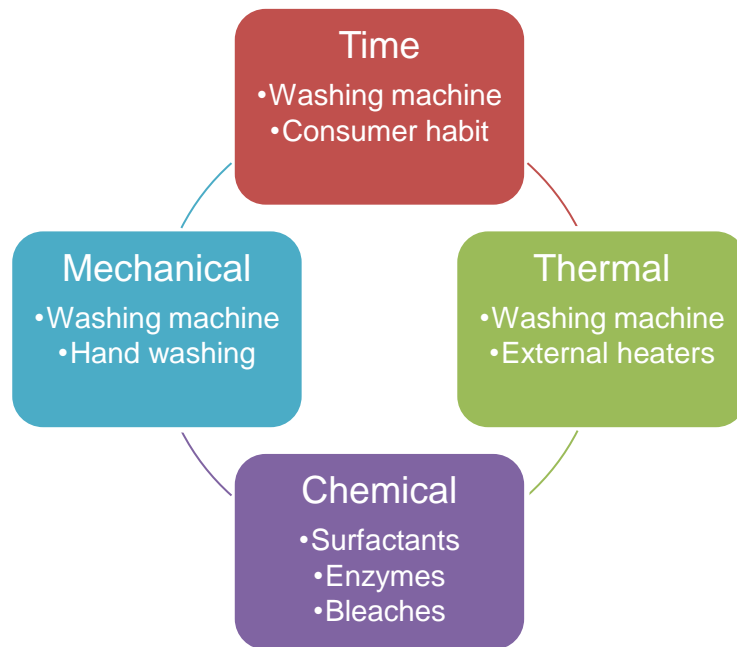 Time
•Washing machine
•Consumer habit
Mechanical
•Washing machine
•Hand washing
Thermal
•Washing machine
•External heaters
Chemical
•Surfactants
•Enzymes
•Bleaches